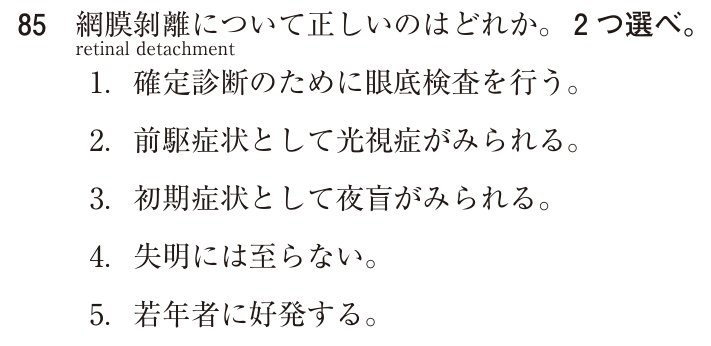 85 網膜剝離について正しいのはどれか。2つ選べ。
retinal detachment
1. 確定診断のために眼底検査を行う。
2. 前駆症状として光視症がみられる。
3. 初期症状として夜盲がみられる。
4. 失明には至らない。
5. 若年者に好発する。